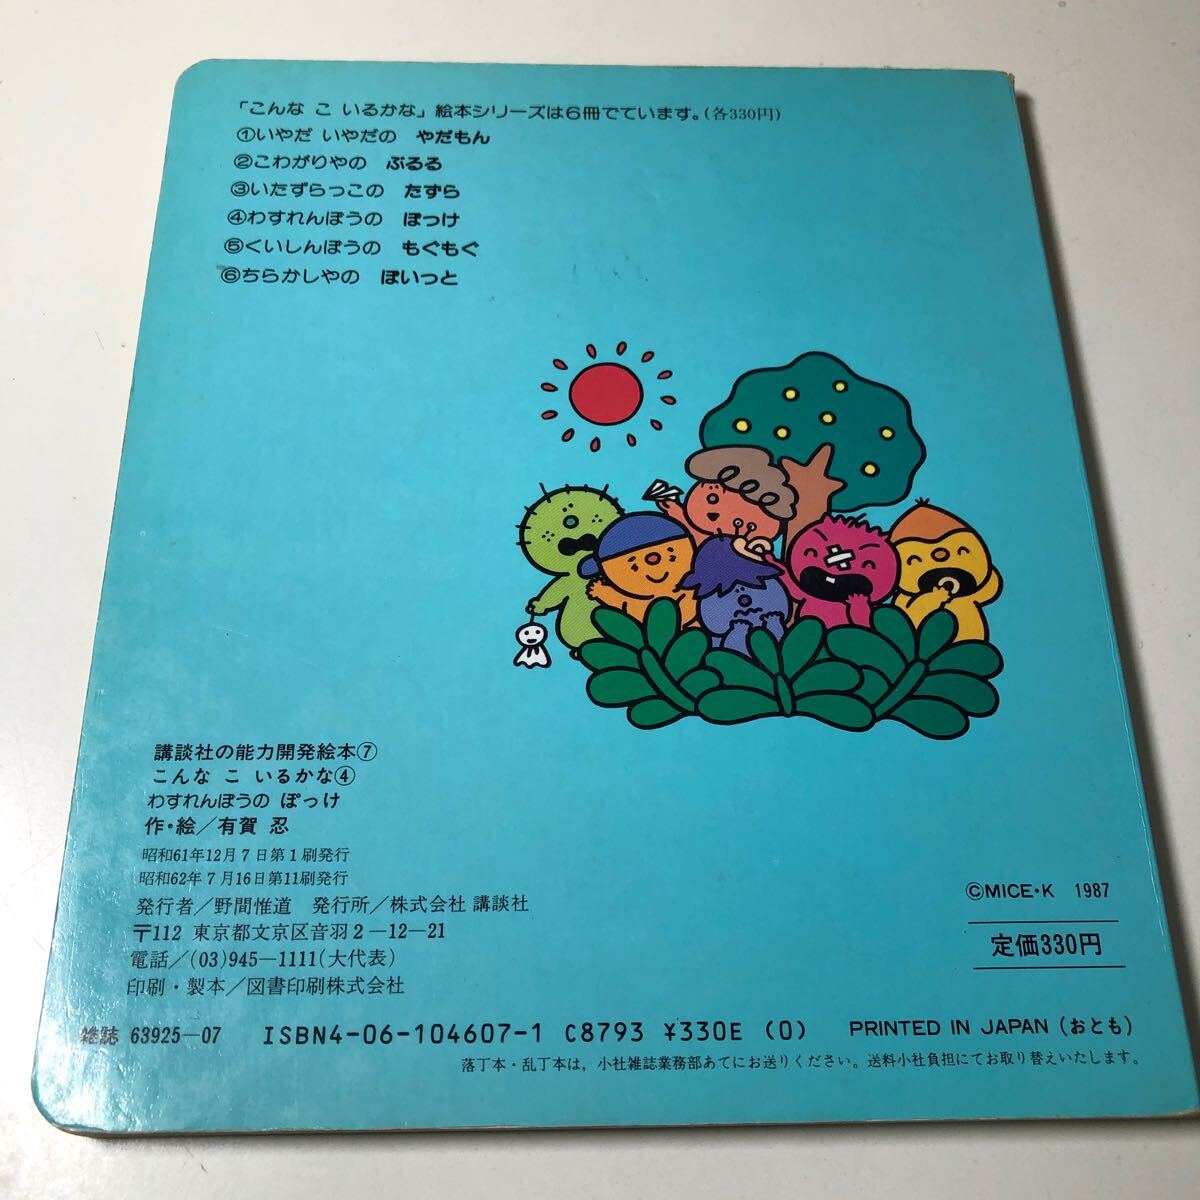 「こんな こ いるかな」絵本シリーズは6冊でています。(各330円)
①いやだ いやだの やだもん
②こわがりやの ぶるる
③いたずらっこの たずら
④わすれんぼうの ぽっけ
⑤くいしんぼうの もぐもぐ
⑥ちらかしやの ぽいっと
講談社の能力開発絵本⑦
こんな こ いるかな④
わすれんぼうの ぽっけ
作・絵/有賀 忍
昭和61年12月7日第1刷発行
昭和62年7月16日第11刷発行
発行者/野間惟道 発行所/株式会社 講談社
〒112 東京都文京区音羽2-12-21
電話/(03)945-1111(大代表)
印刷・製本/図書印刷株式会社
©MICE・K 1987
定価330円
雑誌 63925-07 ISBN4-06-104607-1 C8793 ¥330E (0) PRINTED IN JAPAN (おとも)
落丁本・乱丁本は,小社雑誌業務部あてにお送りください。送料小社負担にてお取り替えいたします。